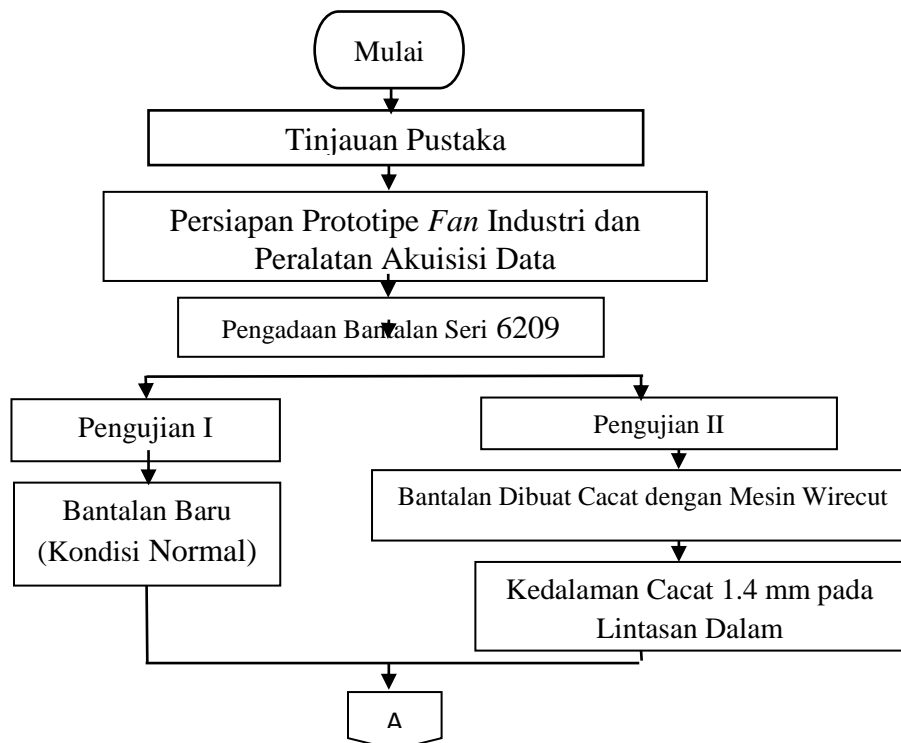 Mulai
Tinjauan Pustaka
Persiapan Prototipe Fan Industri dan
Peralatan Akuisisi Data
Pengadaan Bantalan Seri 6209
Pengujian I
Pengujian II
Bantalan Baru
(Kondisi Normal)
Bantalan Dibuat Cacat dengan Mesin Wirecut
Kedalaman Cacat 1.4 mm pada
Lintasan Dalam
A